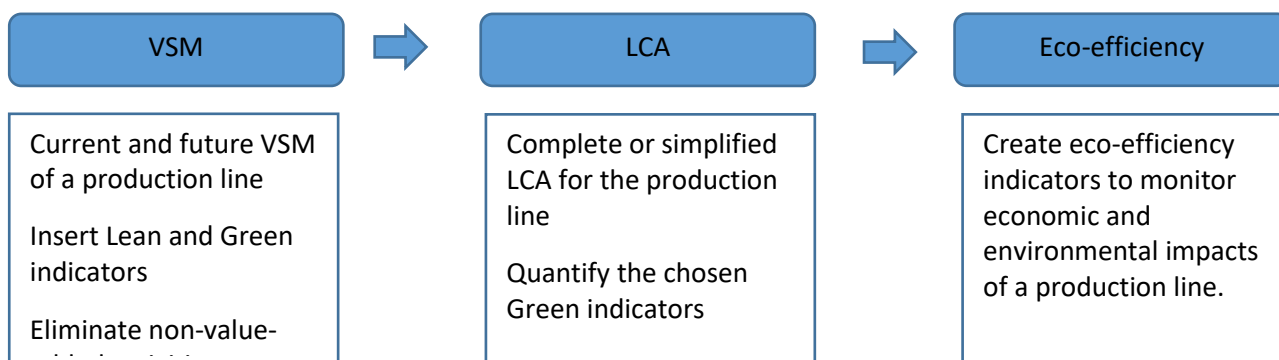 VSM
LCA
Eco-efficiency
Current and future VSM
of a production line
Insert Lean and Green
indicators
Eliminate non-value-
Complete or simplified
LCA for the production
line
Quantify the chosen
Green indicators
Create eco-efficiency
indicators to monitor
economic and
environmental impacts
of a production line.